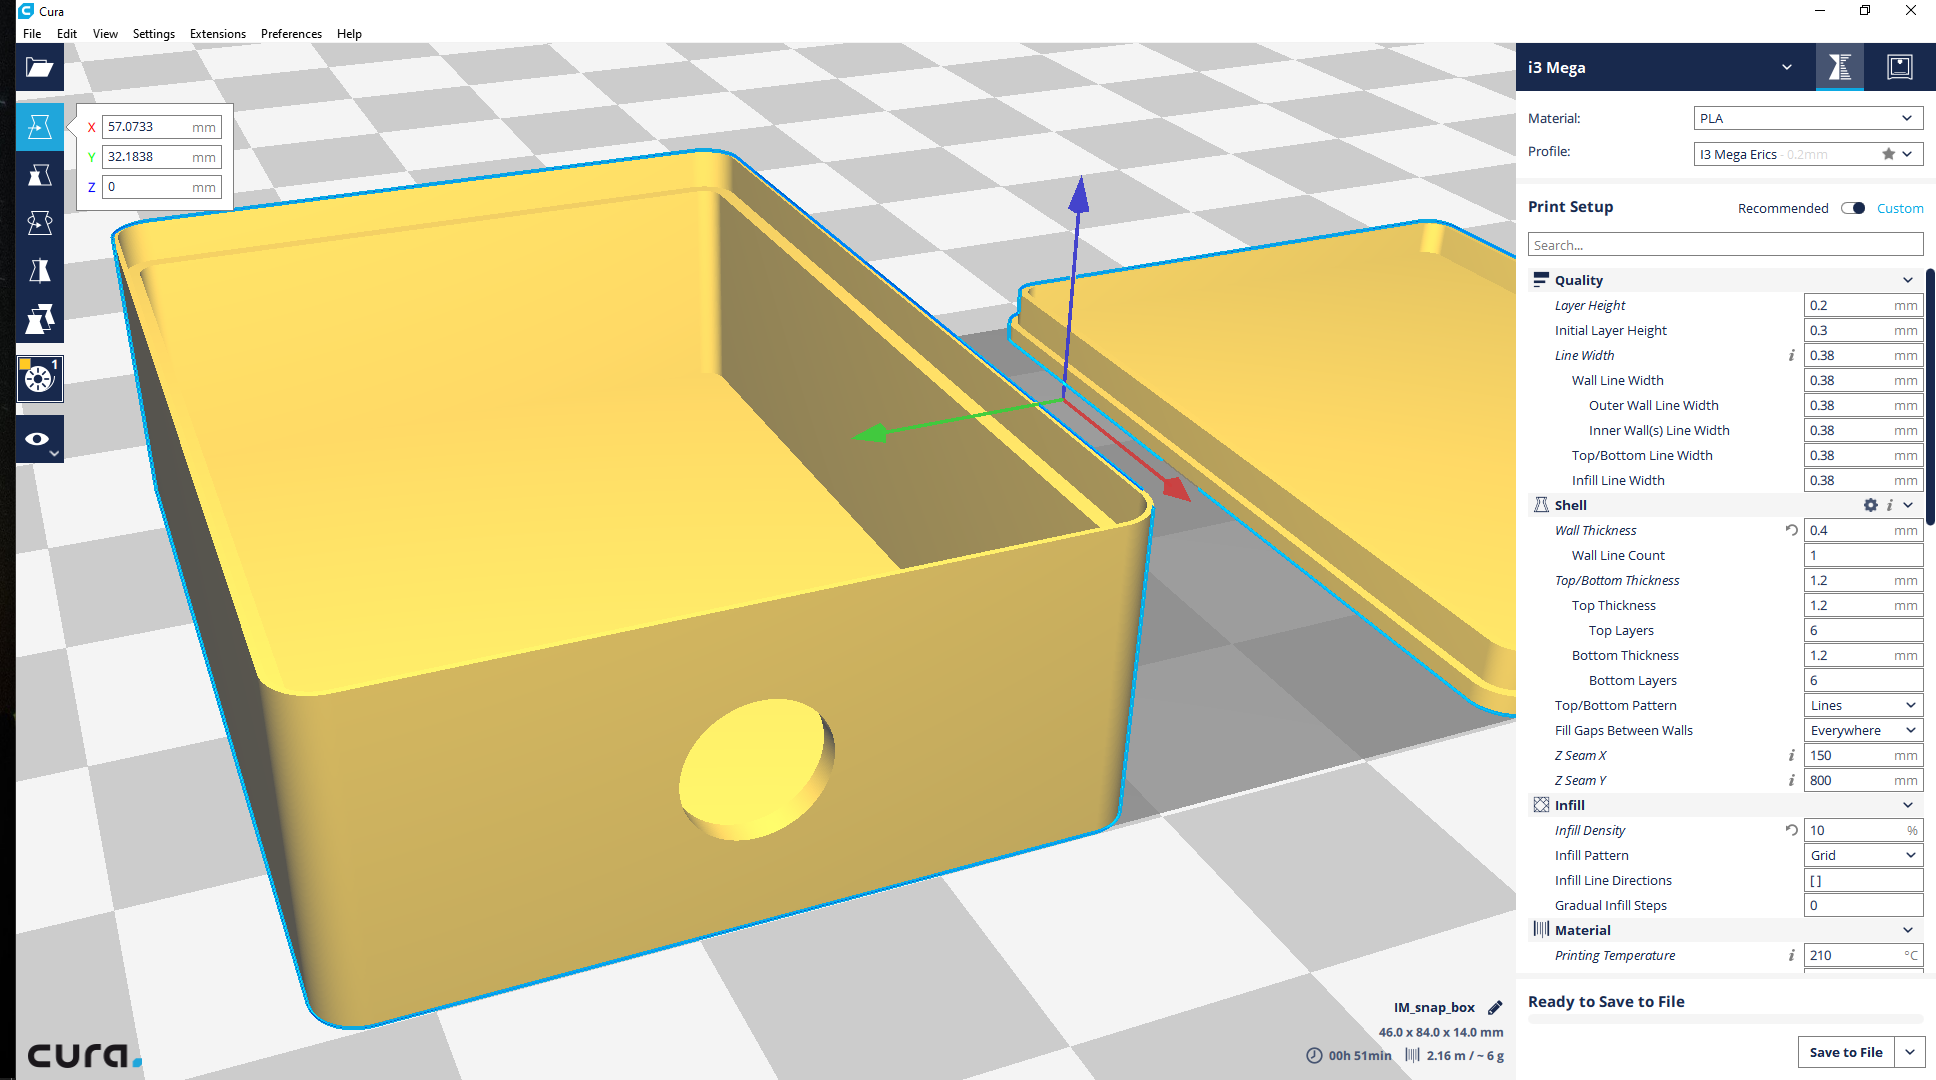 Cura
File Edit View Settings Extensions Preferences Help
X 57.0733 mm
Y 32.1838 mm
Z 0 mm
1
i3 Mega
Material: PLA
Profile: I3 Mega Erics - 0.2mm
Print Setup Recommended Custom
Search...
Quality
Layer Height 0.2 mm
Initial Layer Height 0.3 mm
Line Width i 0.38 mm
Wall Line Width 0.38 mm
Outer Wall Line Width 0.38 mm
Inner Wall(s) Line Width 0.38 mm
Top/Bottom Line Width 0.38 mm
Infill Line Width 0.38 mm
Shell i
Wall Thickness 0.4 mm
Wall Line Count 1
Top/Bottom Thickness 1.2 mm
Top Thickness 1.2 mm
Top Layers 6
Bottom Thickness 1.2 mm
Bottom Layers 6
Top/Bottom Pattern Lines
Fill Gaps Between Walls Everywhere
Z Seam X i 150 mm
Z Seam Y i 800 mm
Infill
Infill Density 10 %
Infill Pattern Grid
Infill Line Directions [ ]
Gradual Infill Steps 0
Material
Printing Temperature i 210 °C
Ready to Save to File
Save to File
IM_snap_box
46.0 x 84.0 x 14.0 mm
00h 51min 2.16 m / ~ 6 g
cura.